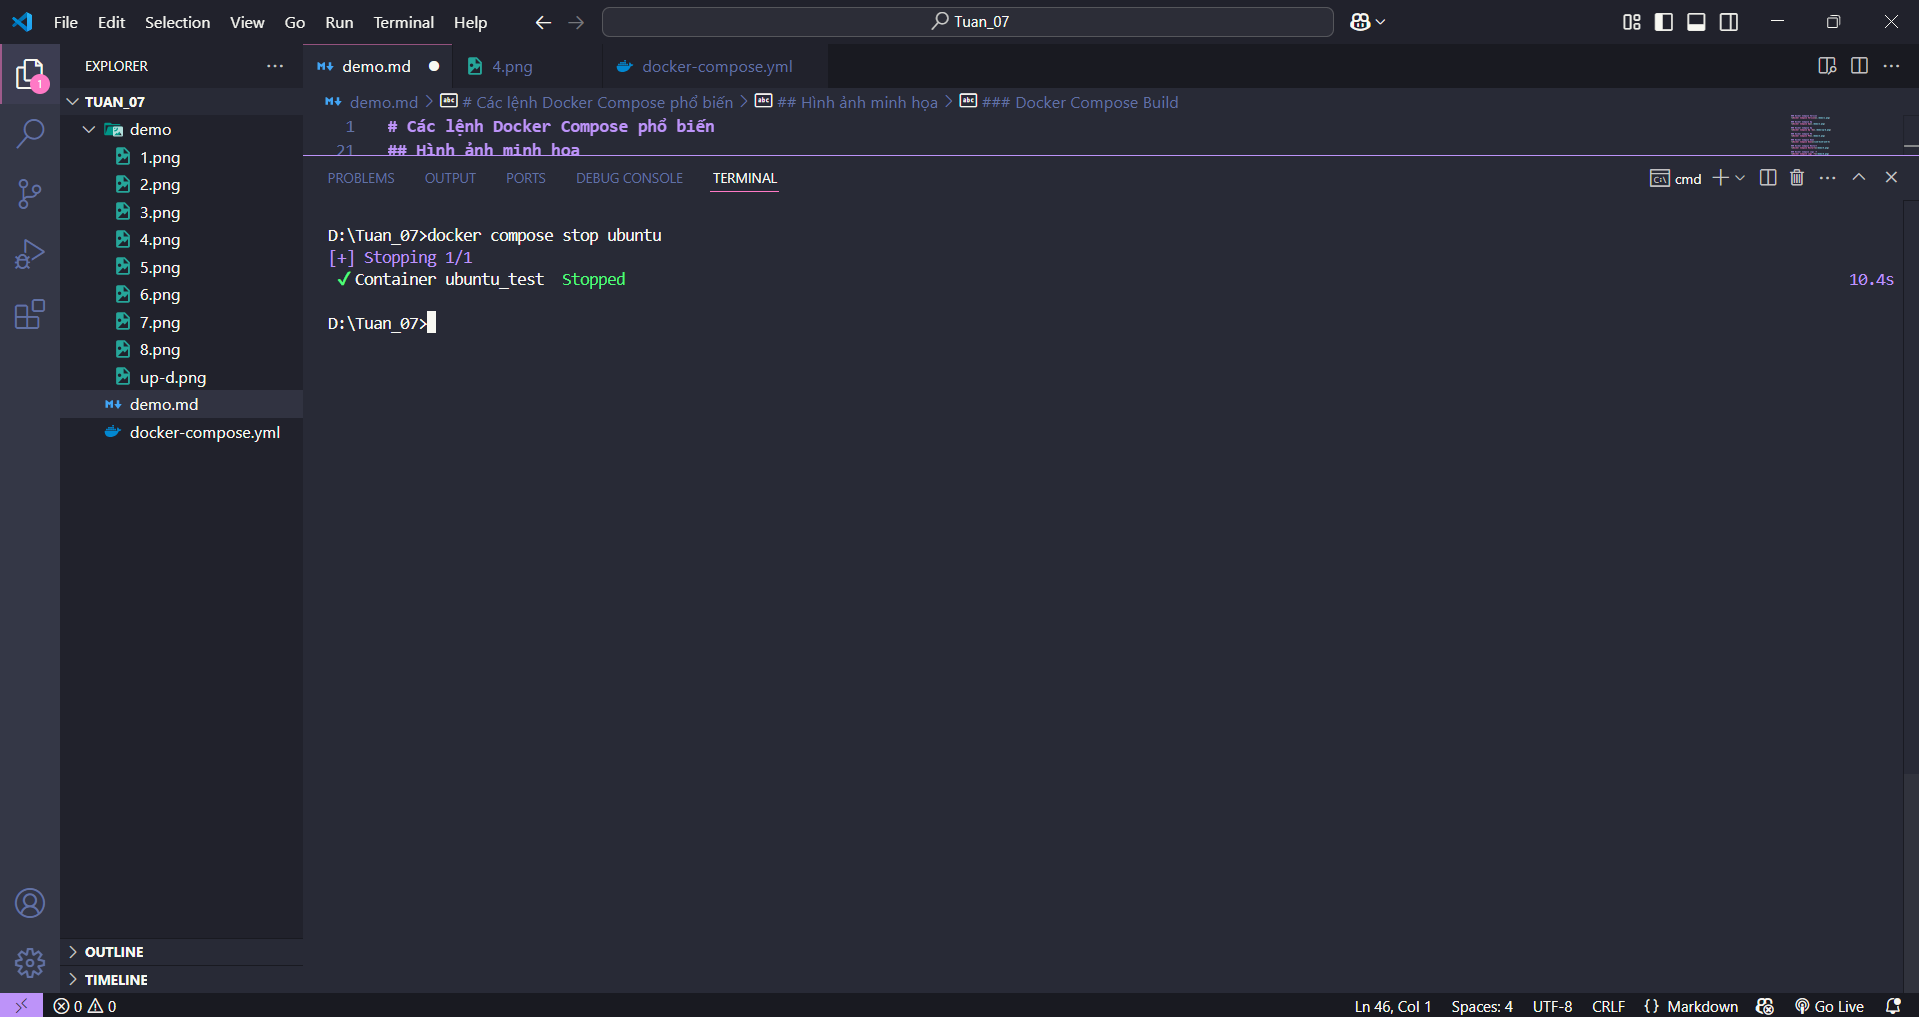 File Edit Selection View Go Run Terminal Help
Tuan_07
EXPLORER
TUAN_07
demo
1.png
2.png
3.png
4.png
5.png
6.png
7.png
8.png
up-d.png
demo.md
docker-compose.yml
OUTLINE
TIMELINE
1
demo.md 4.png docker-compose.yml
demo.md > # Các lệnh Docker Compose phổ biến > ## Hình ảnh minh họa > ### Docker Compose Build
1 # Các lệnh Docker Compose phổ biến
21 ## Hình ảnh minh họa
PROBLEMS OUTPUT PORTS DEBUG CONSOLE TERMINAL
cmd
D:\Tuan_07>docker compose stop ubuntu
[+] Stopping 1/1
✓Container ubuntu_test Stopped 10.4s
D:\Tuan_07>
0 0
Ln 46, Col 1 Spaces: 4 UTF-8 CRLF {} Markdown Go Live